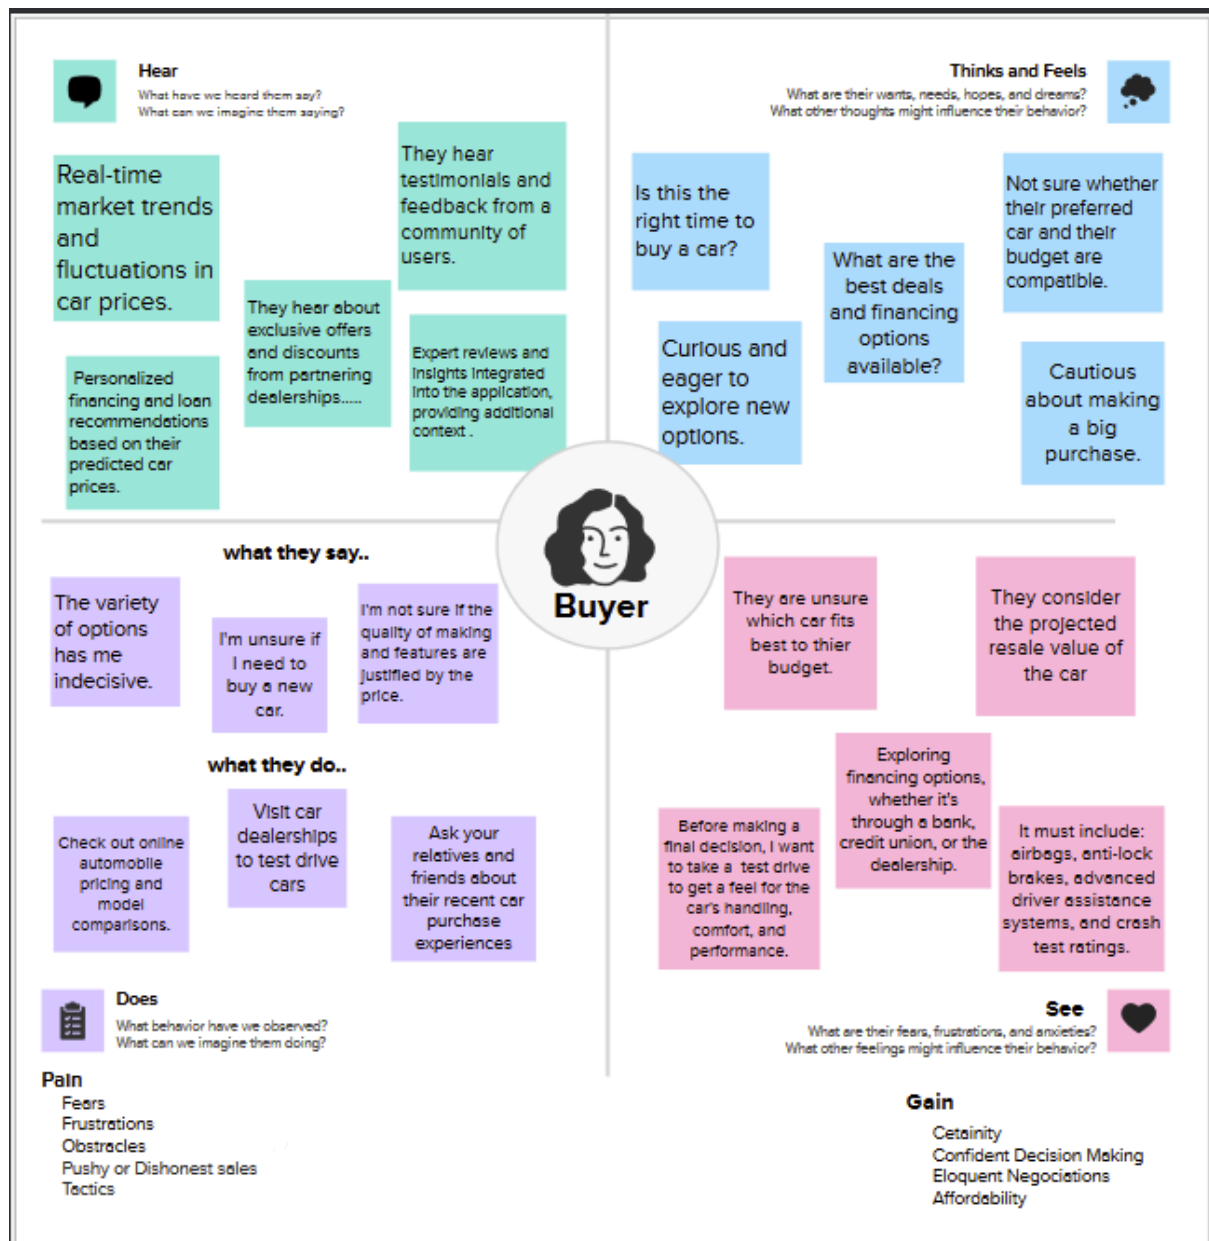 Hear
What have we heard them say?
What can we imagine them saying?
Real-time
market trends
and
fluctuations in
car prices.
They hear
testimonials and
feedback from a
community of
users.
They hear about
exclusive offers
and discounts
from partnering
dealerships.....
Personalized
financing and loan
recommendations
based on their
predicted car
prices.
Expert reviews and
insights integrated
into the application,
providing additional
context .
Thinks and Feels
What are their wants, needs, hopes, and dreams?
What other thoughts might influence their behavior?
Is this the
right time to
buy a car?
What are the
best deals
and financing
options
available?
Not sure whether
their preferred
car and their
budget are
compatible.
Curious and
eager to
explore new
options.
Cautious
about making
a big
purchase.
Buyer
what they say..
The variety
of options
has me
indecisive.
I'm unsure if
I need to
buy a new
car.
I'm not sure if the
quality of making
and features are
justified by the
price.
what they do..
Check out online
automobile
pricing and
model
comparisons.
Visit car
dealerships
to test drive
cars
Ask your
relatives and
friends about
their recent car
purchase
experiences
Does
What behavior have we observed?
What can we imagine them doing?
They are unsure
which car fits
best to thier
budget.
They consider
the projected
resale value of
the car
Exploring
financing options,
whether it's
through a bank,
credit union, or the
dealership.
Before making a
final decision, I want
to take a test drive
to get a feel for the
car's handling,
comfort, and
performance.
It must include:
airbags, anti-lock
brakes, advanced
driver assistance
systems, and crash
test ratings.
See
What are their fears, frustrations, and anxieties?
What other feelings might influence their behavior?
Pain
Fears
Frustrations
Obstracles
Pushy or Dishonest sales
Tactics
Gain
Cetainity
Confident Decision Making
Eloquent Negociations
Affordability